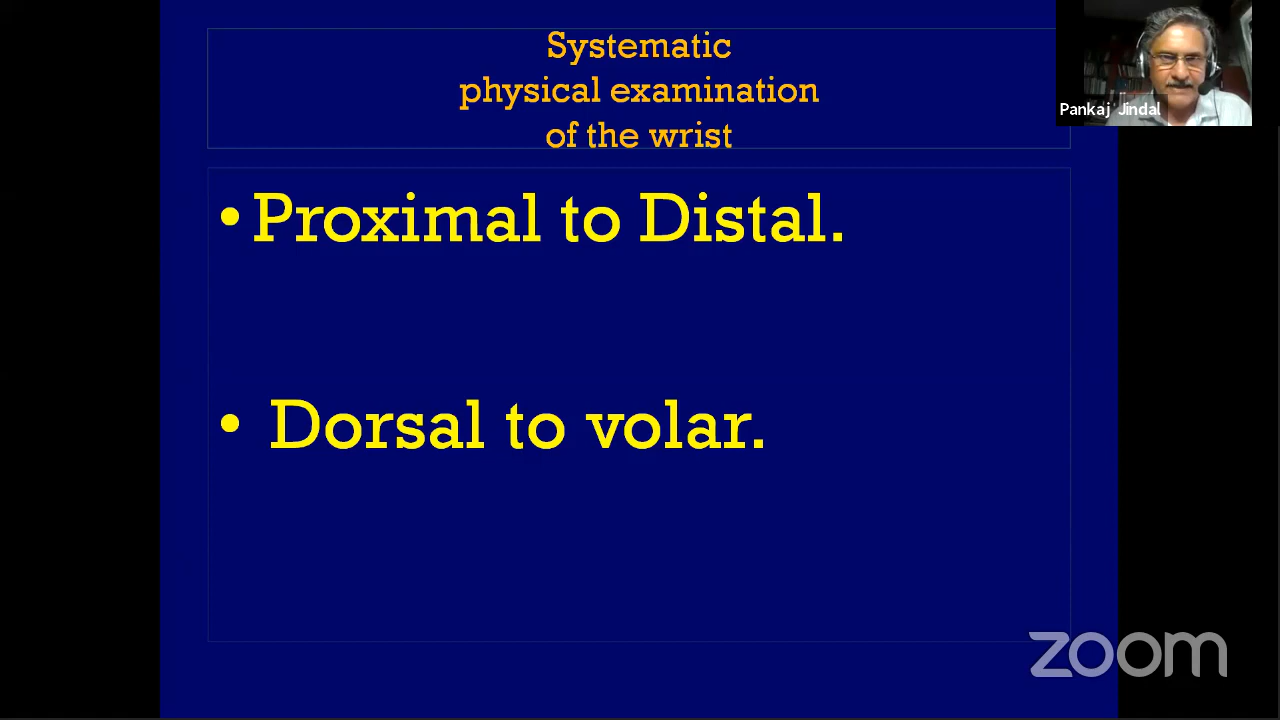 Systematic
physical examination
of the wrist
Pankaj Jindal
•Proximal to Distal.
• Dorsal to volar.
zoom